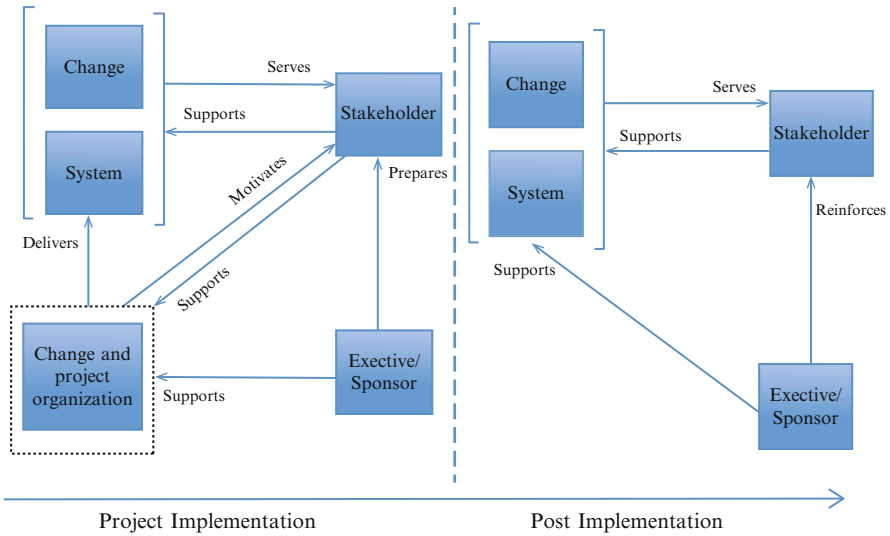 Change
Serves
Stakeholder
Supports
System
Motivates
Prepares
Delivers
Supports
Change and
project
organization
Exective/
Sponsor
Supports
Change
Serves
Stakeholder
Supports
System
Reinforces
Supports
Exective/
Sponsor
Project Implementation
Post Implementation